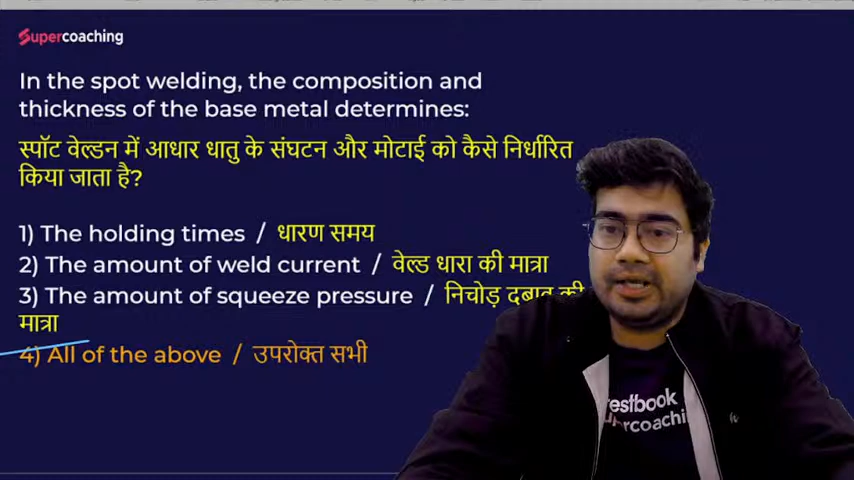 Supercoaching
In the spot welding, the composition and
thickness of the base metal determines:
स्पॉट वेल्डन में आधार धातु के संघटन और मोटाई को कैसे निर्धारित
किया जाता है?
1) The holding times / धारण समय
2) The amount of weld current / वेल्ड धारा की मात्रा
3) The amount of squeeze pressure / निचोड़ दबाव की
मात्रा
4) All of the above / उपरोक्त सभी
testbook